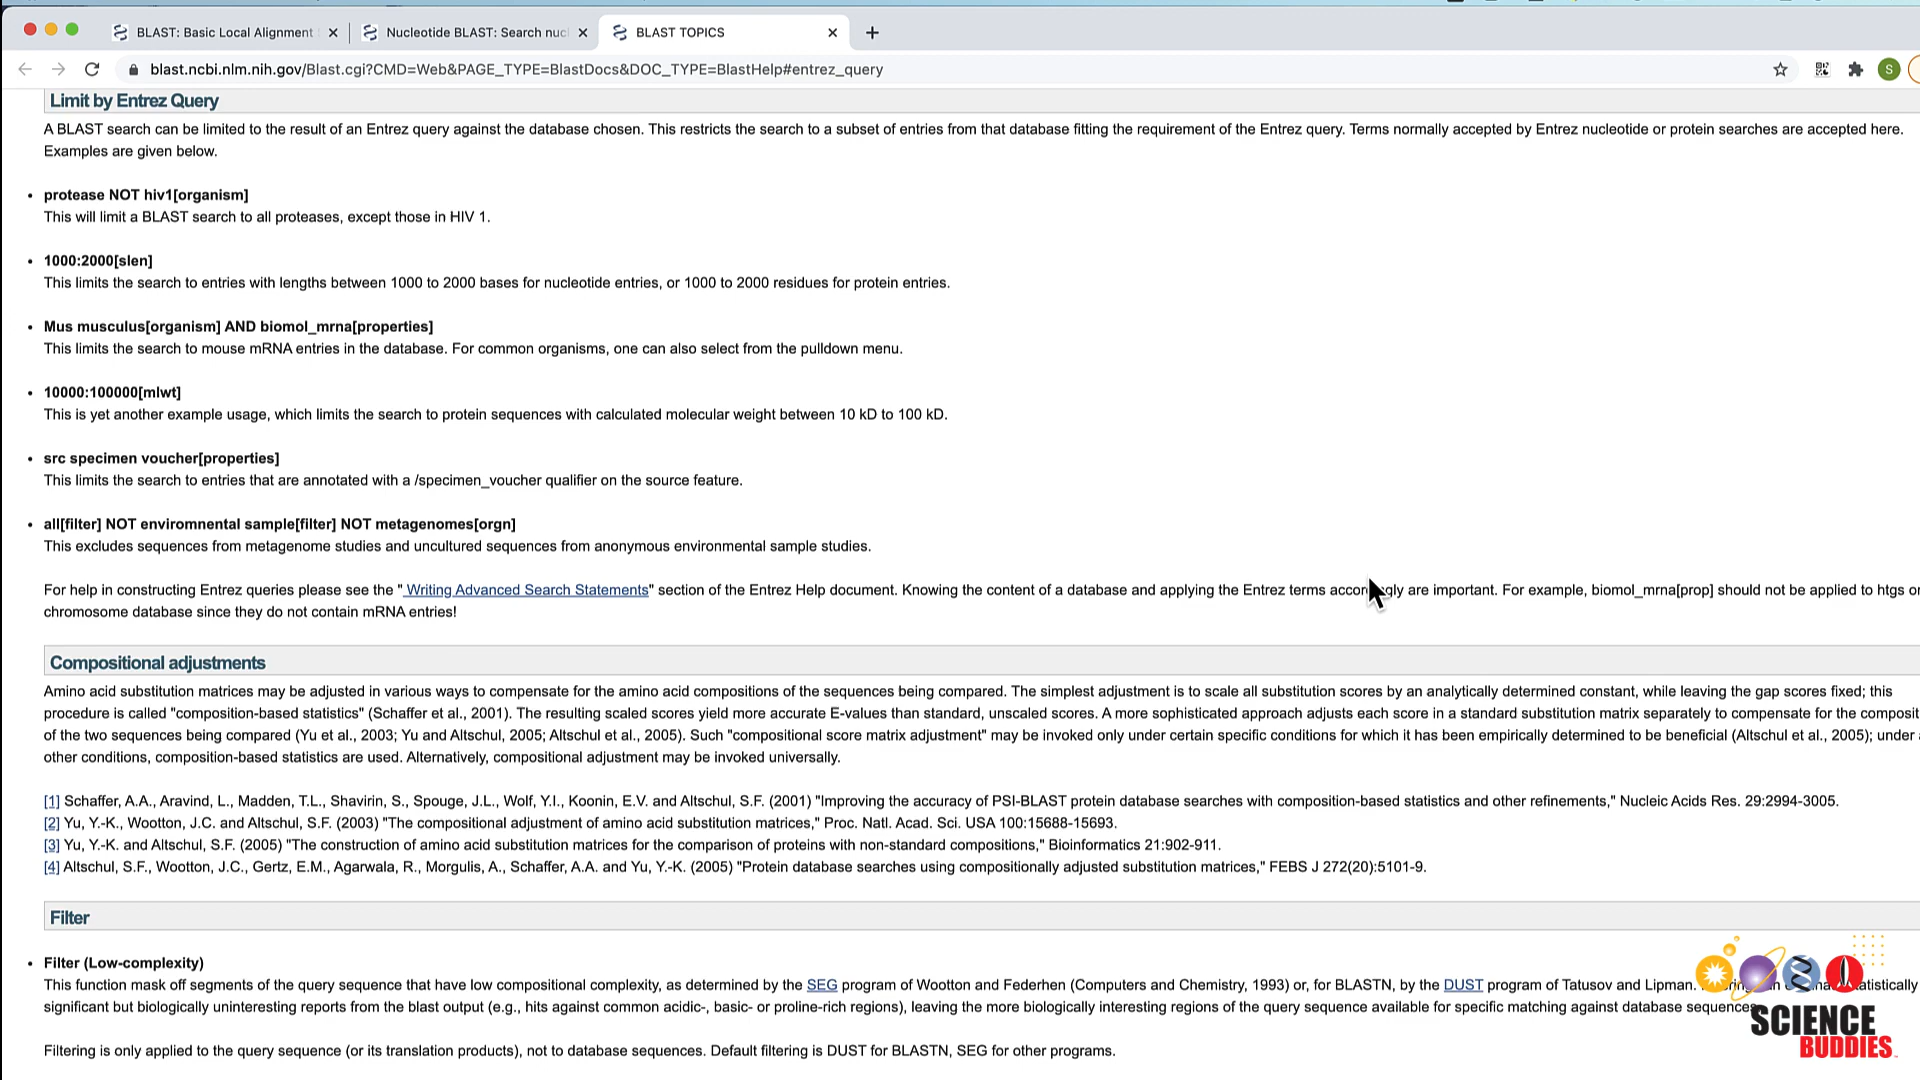 BLAST: Basic Local Alignment
Nucleotide BLAST: Search nuc
BLAST TOPICS
blast.ncbi.nlm.nih.gov/Blast.cgi?CMD=Web&PAGE_TYPE=BlastDocs&DOC_TYPE=BlastHelp#entrez_query
S
Limit by Entrez Query
A BLAST search can be limited to the result of an Entrez query against the database chosen. This restricts the search to a subset of entries from that database fitting the requirement of the Entrez query. Terms normally accepted by Entrez nucleotide or protein searches are accepted here.
Examples are given below.
• protease NOT hiv1[organism]
This will limit a BLAST search to all proteases, except those in HIV 1.
• 1000:2000[slen]
This limits the search to entries with lengths between 1000 to 2000 bases for nucleotide entries, or 1000 to 2000 residues for protein entries.
• Mus musculus[organism] AND biomol_mrna[properties]
This limits the search to mouse mRNA entries in the database. For common organisms, one can also select from the pulldown menu.
• 10000:100000[mlwt]
This is yet another example usage, which limits the search to protein sequences with calculated molecular weight between 10 kD to 100 kD.
• src specimen voucher[properties]
This limits the search to entries that are annotated with a /specimen_voucher qualifier on the source feature.
• all[filter] NOT enviromnental sample[filter] NOT metagenomes[orgn]
This excludes sequences from metagenome studies and uncultured sequences from anonymous environmental sample studies.
For help in constructing Entrez queries please see the " Writing Advanced Search Statements" section of the Entrez Help document. Knowing the content of a database and applying the Entrez terms accordingly are important. For example, biomol_mrna[prop] should not be applied to htgs or
chromosome database since they do not contain mRNA entries!
Compositional adjustments
Amino acid substitution matrices may be adjusted in various ways to compensate for the amino acid compositions of the sequences being compared. The simplest adjustment is to scale all substitution scores by an analytically determined constant, while leaving the gap scores fixed; this
procedure is called "composition-based statistics" (Schaffer et al., 2001). The resulting scaled scores yield more accurate E-values than standard, unscaled scores. A more sophisticated approach adjusts each score in a standard substitution matrix separately to compensate for the composit
of the two sequences being compared (Yu et al., 2003; Yu and Altschul, 2005; Altschul et al., 2005). Such "compositional score matrix adjustment" may be invoked only under certain specific conditions for which it has been empirically determined to be beneficial (Altschul et al., 2005); under
other conditions, composition-based statistics are used. Alternatively, compositional adjustment may be invoked universally.
[1] Schaffer, A.A., Aravind, L., Madden, T.L., Shavirin, S., Spouge, J.L., Wolf, Y.I., Koonin, E.V. and Altschul, S.F. (2001) "Improving the accuracy of PSI-BLAST protein database searches with composition-based statistics and other refinements," Nucleic Acids Res. 29:2994-3005.
[2] Yu, Y.-K., Wootton, J.C. and Altschul, S.F. (2003) "The compositional adjustment of amino acid substitution matrices," Proc. Natl. Acad. Sci. USA 100:15688-15693.
[3] Yu, Y.-K. and Altschul, S.F. (2005) "The construction of amino acid substitution matrices for the comparison of proteins with non-standard compositions," Bioinformatics 21:902-911.
[4] Altschul, S.F., Wootton, J.C., Gertz, E.M., Agarwala, R., Morgulis, A., Schaffer, A.A. and Yu, Y.-K. (2005) "Protein database searches using compositionally adjusted substitution matrices," FEBS J 272(20):5101-9.
Filter
• Filter (Low-complexity)
This function mask off segments of the query sequence that have low compositional complexity, as determined by the SEG program of Wootton and Federhen (Computers and Chemistry, 1993) or, for BLASTN, by the DUST program of Tatusov and Lipman.
significant but biologically uninteresting reports from the blast output (e.g., hits against common acidic-, basic- or proline-rich regions), leaving the more biologically interesting regions of the query sequence available for specific matching against database sequences
Filtering is only applied to the query sequence (or its translation products), not to database sequences. Default filtering is DUST for BLASTN, SEG for other programs.
SCIENCE
BUDDIES